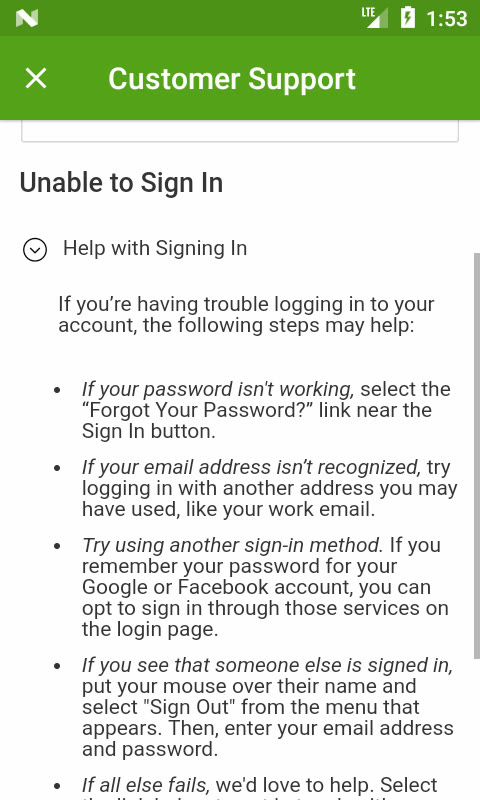 LTE 1:53
Customer Support
Unable to Sign In
Help with Signing In
If you’re having trouble logging in to your
account, the following steps may help:
• If your password isn't working, select the
“Forgot Your Password?” link near the
Sign In button.
• If your email address isn’t recognized, try
logging in with another address you may
have used, like your work email.
• Try using another sign-in method. If you
remember your password for your
Google or Facebook account, you can
opt to sign in through those services on
the login page.
• If you see that someone else is signed in,
put your mouse over their name and
select "Sign Out" from the menu that
appears. Then, enter your email address
and password.
• If all else fails, we'd love to help. Select